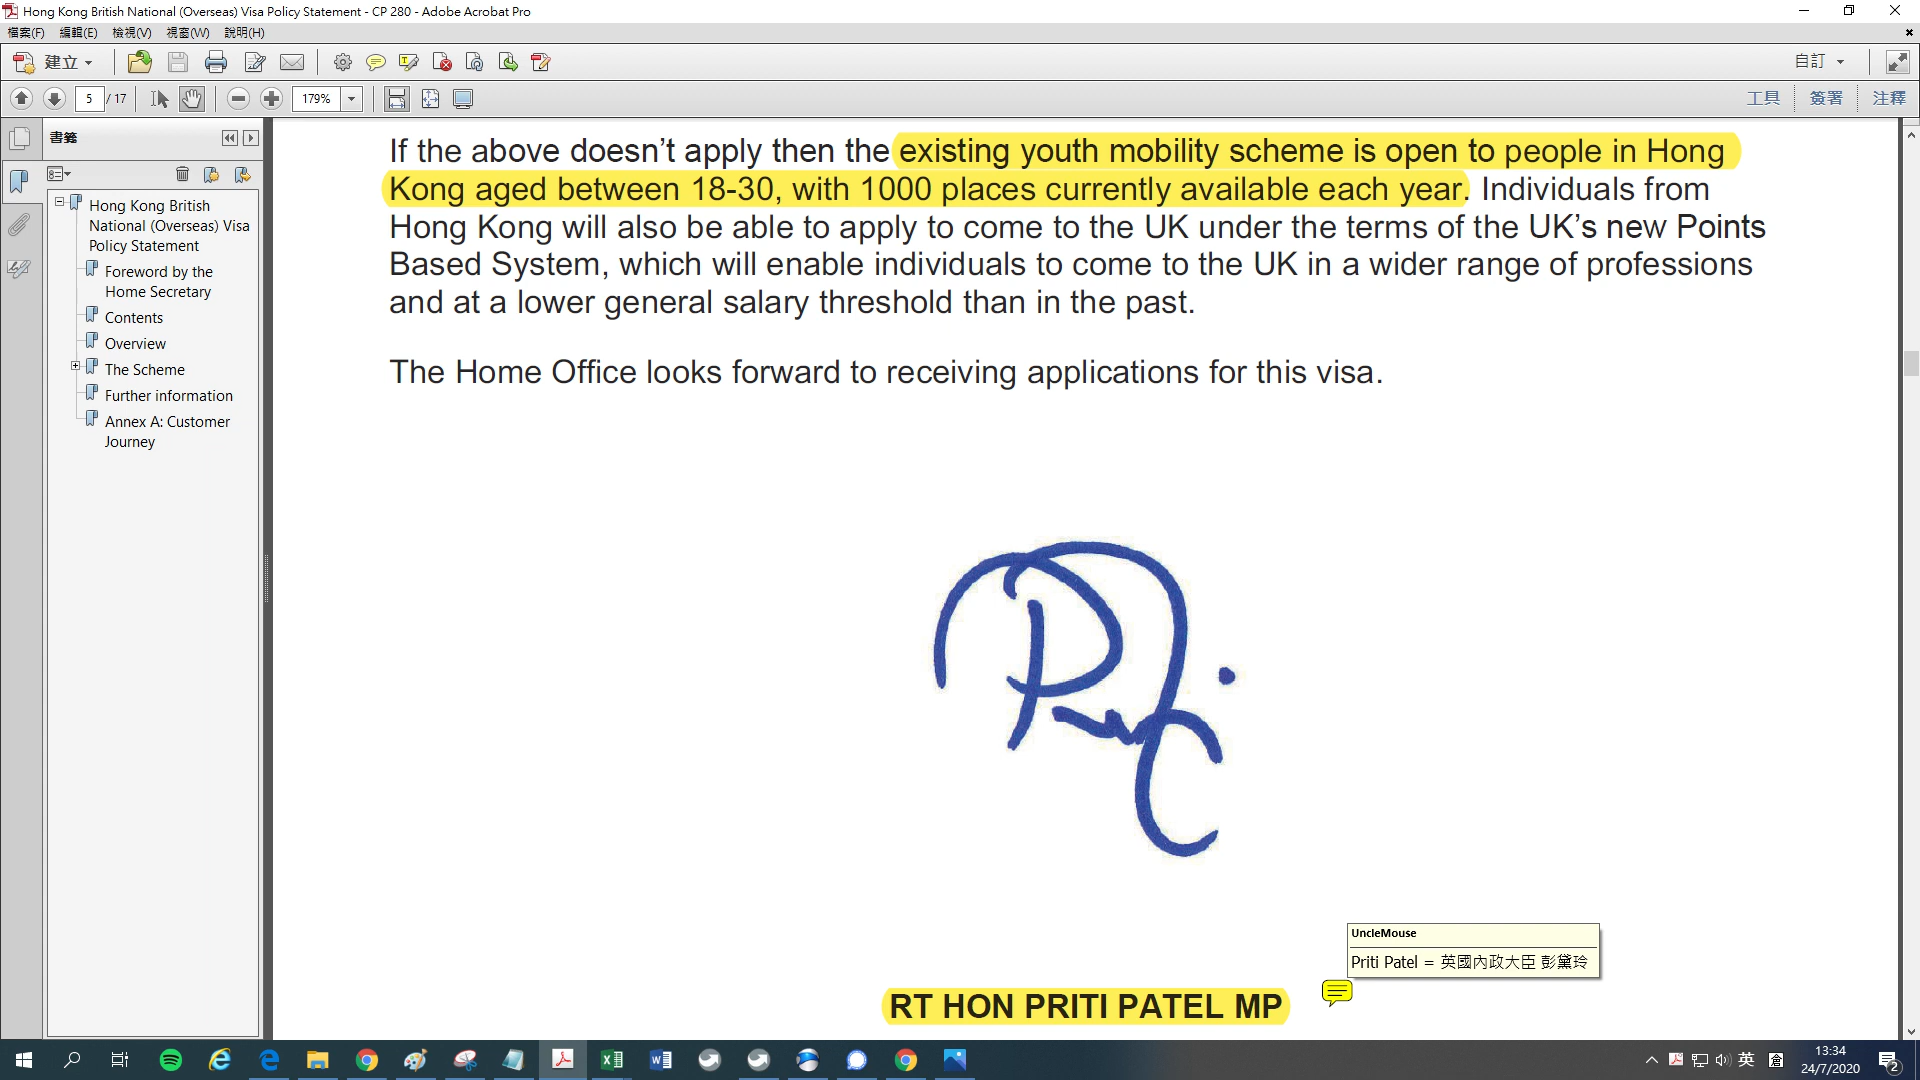 Hong Kong British National (Overseas) Visa Policy Statement - CP 280 - Adobe Acrobat Pro
檔案(F) 編輯(E) 檢視(V) 視窗(W) 說明(H)
建立
自訂
5 / 17
179%
工具 簽署 注釋
書籤
Hong Kong British
National (Overseas) Visa
Policy Statement
Foreword by the
Home Secretary
Contents
Overview
The Scheme
Further information
Annex A: Customer
Journey
If the above doesn’t apply then the existing youth mobility scheme is open to people in Hong
Kong aged between 18-30, with 1000 places currently available each year. Individuals from
Hong Kong will also be able to apply to come to the UK under the terms of the UK’s new Points
Based System, which will enable individuals to come to the UK in a wider range of professions
and at a lower general salary threshold than in the past.
The Home Office looks forward to receiving applications for this visa.
UncleMouse
Priti Patel = 英國內政大臣 彭黛玲
RT HON PRITI PATEL MP
英 倉
13:34
24/7/2020
2